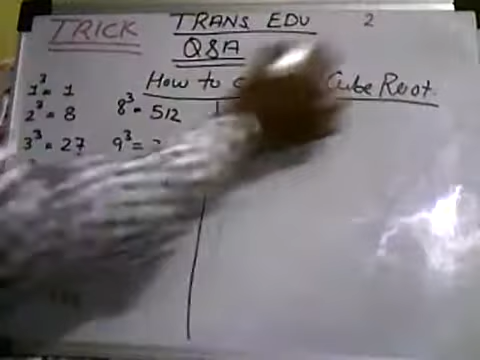 TRICK
TRANS EDU
Q&A
2
How to
Cube Root.
1³= 1
2³= 8
3³= 27
8³= 512
9³=